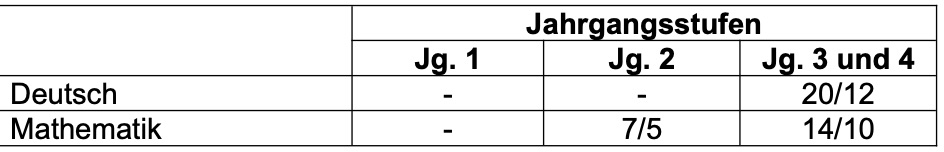 Jahrgangsstufen
Jg. 1 Jg. 2 Jg. 3 und 4
Deutsch - - 20/12
Mathematik - 7/5 14/10